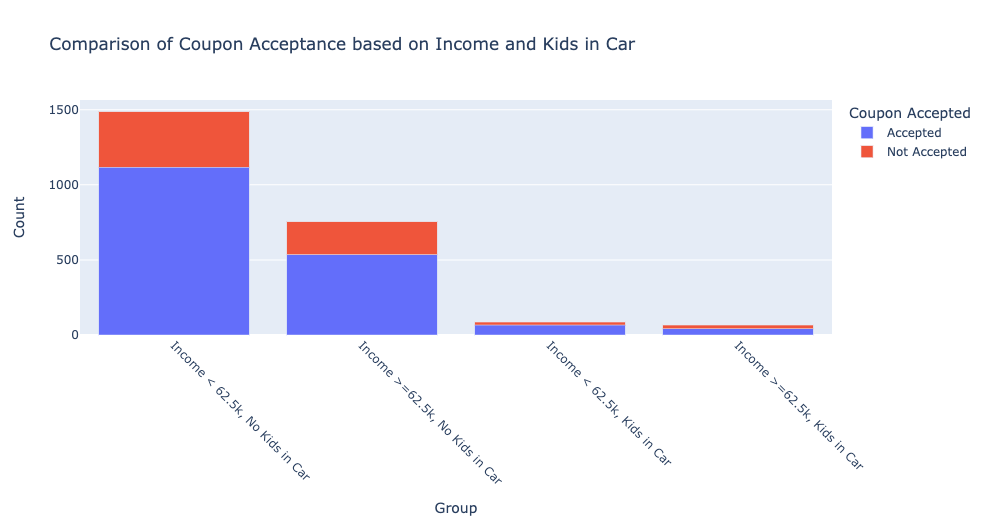 Comparison of Coupon Acceptance based on Income and Kids in Car
Coupon Accepted
Accepted
Not Accepted
1500
1000
500
0
Count
Income < 62.5k, No Kids in Car
Income >=62.5k, No Kids in Car
Income < 62.5k, Kids in Car
Income >=62.5k, Kids in Car
Group